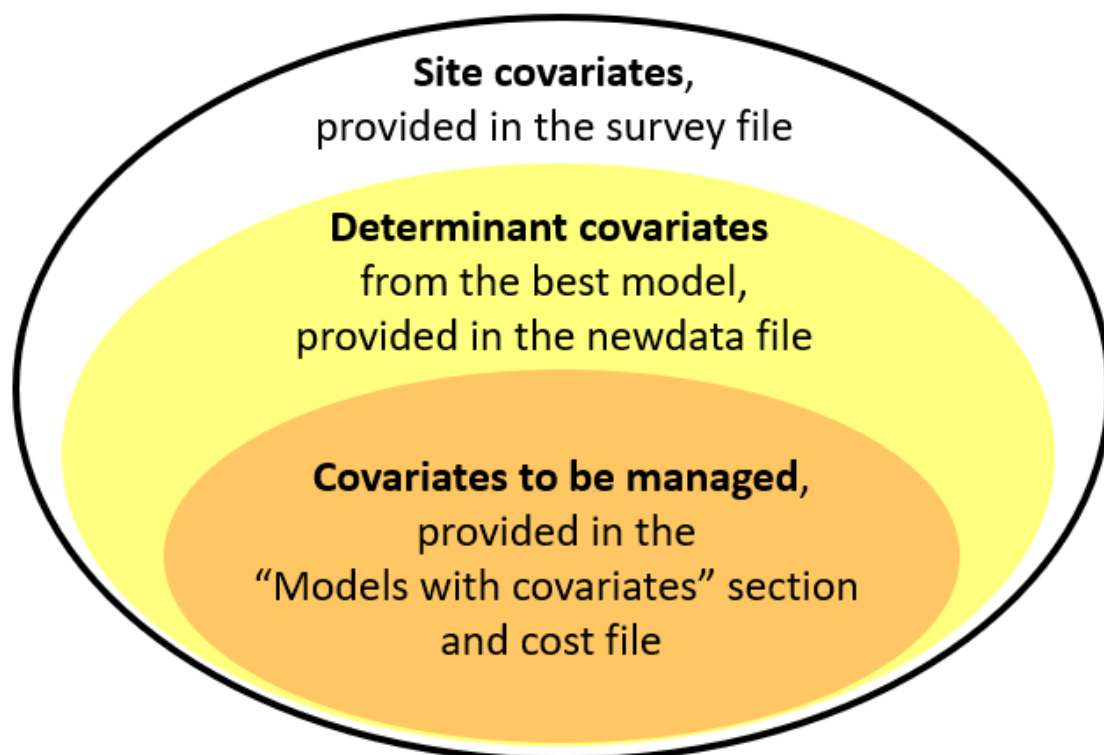 Site covariates,
provided in the survey file
Determinant covariates
from the best model,
provided in the newdata file
Covariates to be managed,
provided in the
“Models with covariates” section
and cost file